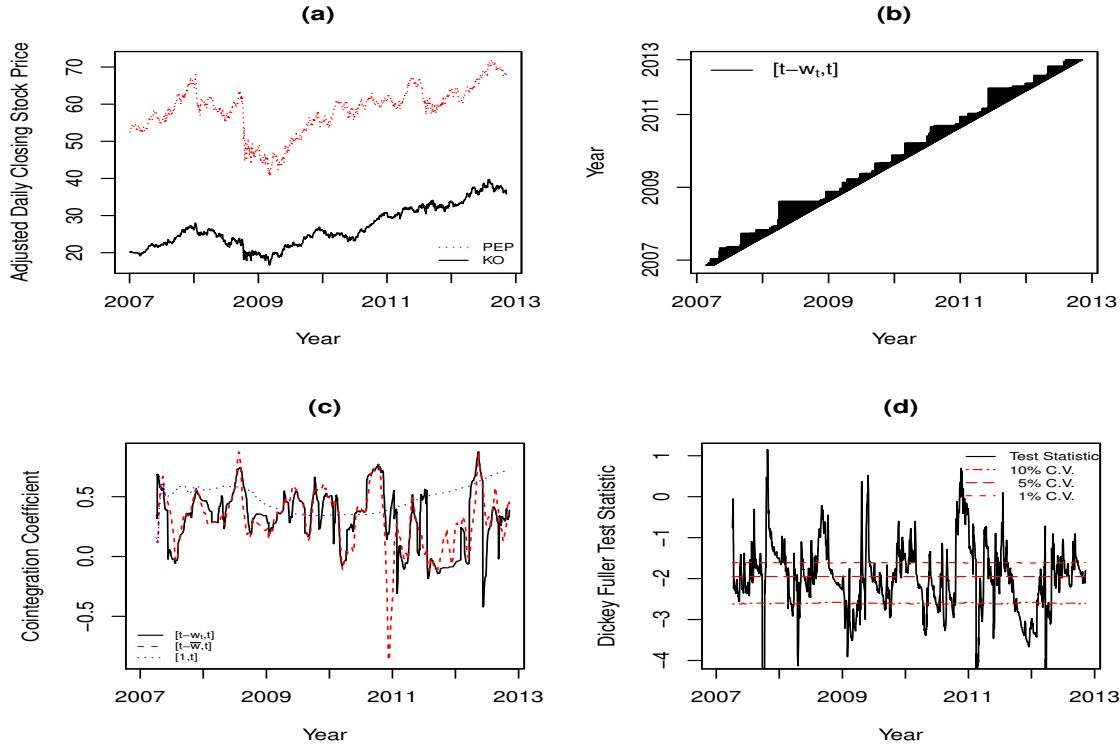 (a)
Adjusted Daily Closing Stock Price
70
60
50
40
30
20
PEP
KO
2007
2009
2011
2013
Year
(b)
Year
2013
2011
2009
2007
[t−wt,t]
2007
2009
2011
2013
Year
(c)
Cointegration Coefficient
0.5
0.0
−0.5
[t−wt,t]
[t−w̅,t]
[1,t]
2007
2009
2011
2013
Year
(d)
Dickey Fuller Test Statistic
1
0
−1
−2
−3
−4
Test Statistic
10% C.V.
5% C.V.
1% C.V.
2007
2009
2011
2013
Year